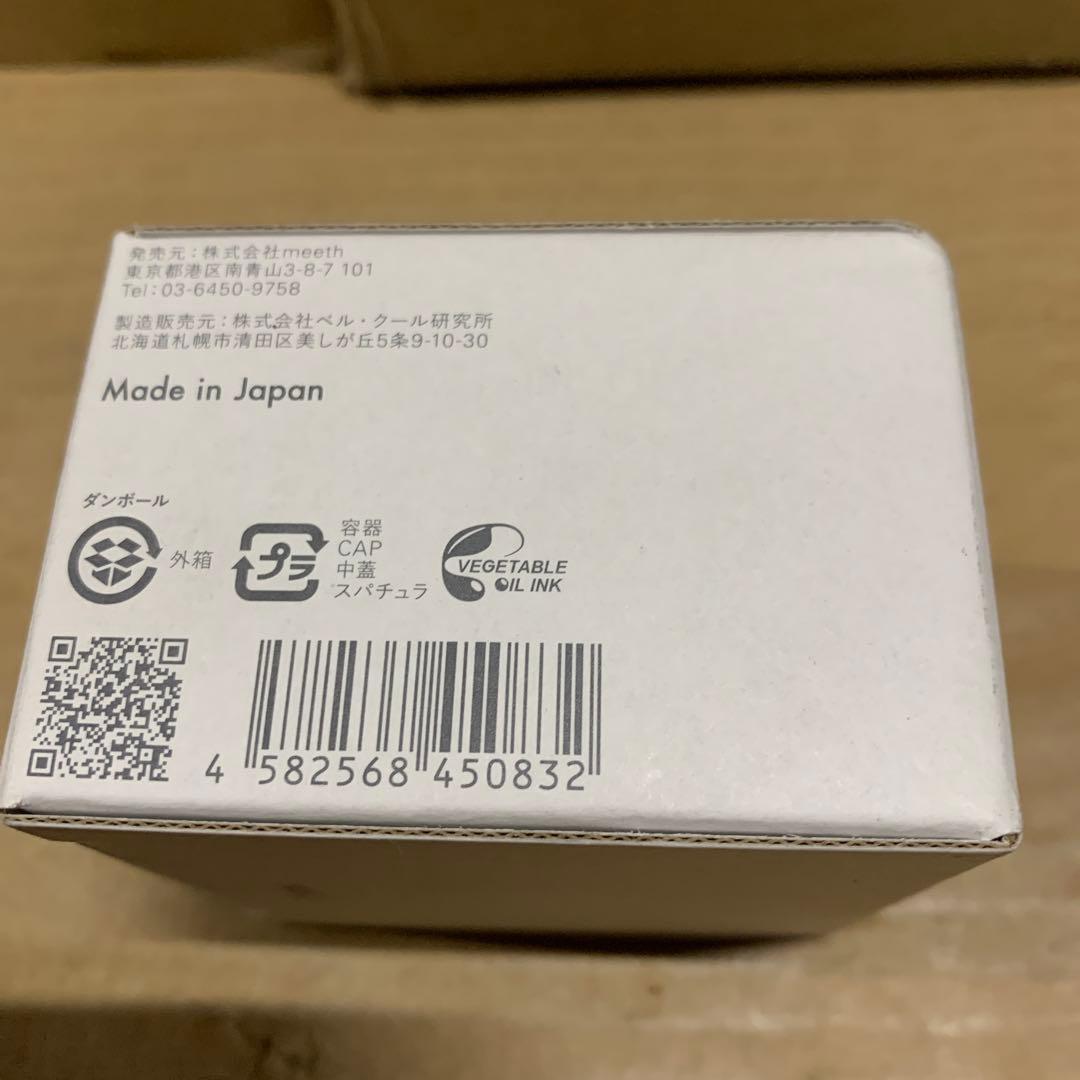 発売元：株式会社meeth
東京都港区南青山3-8-7 101
Tel：03-6450-9758
製造販売元：株式会社ベル・クール研究所
北海道札幌市清田区美しが丘5条9-10-30
Made in Japan
ダンボール
外箱
プラ
容器
CAP
中蓋
スパチュラ
VEGETABLE
OIL INK
4 582568 450832